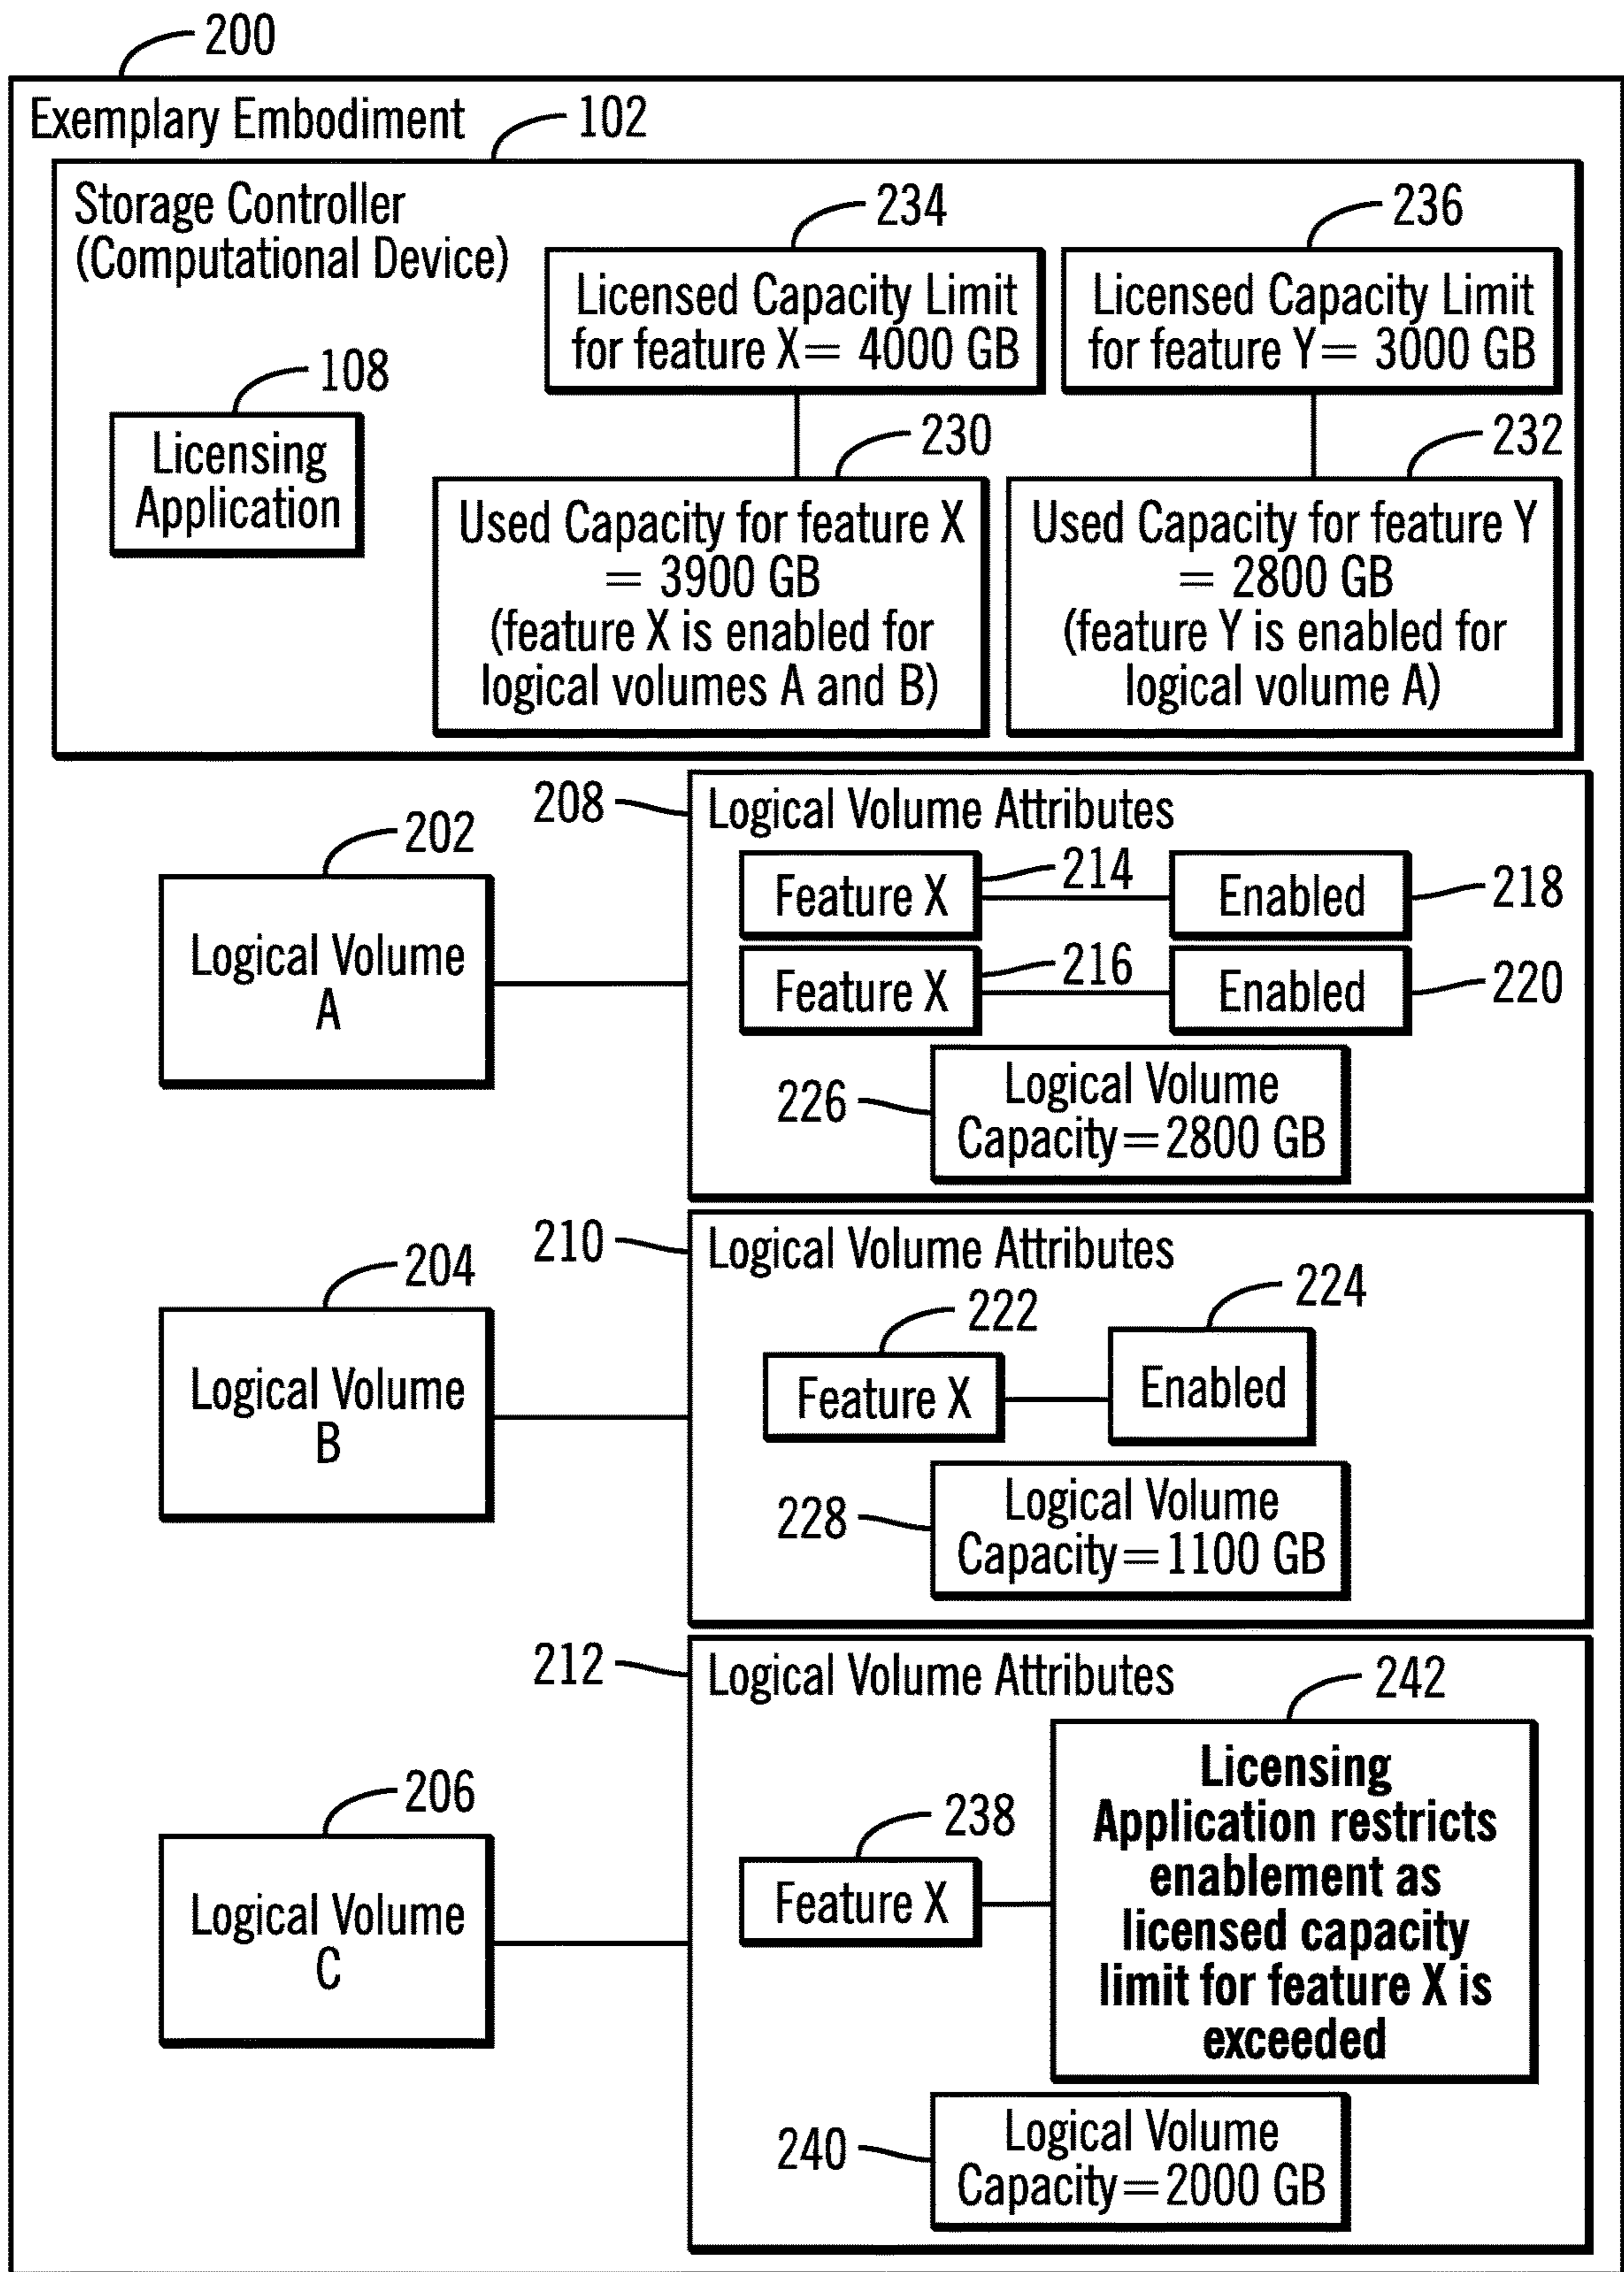 200
Exemplary Embodiment
102
Storage Controller
(Computational Device)
234
236
Licensed Capacity Limit
for feature X= 4000 GB
Licensed Capacity Limit
for feature Y= 3000 GB
108
Licensing
Application
230
232
Used Capacity for feature X
= 3900 GB
(feature X is enabled for
logical volumes A and B)
Used Capacity for feature Y
= 2800 GB
(feature Y is enabled for
logical volume A)
202
Logical Volume
A
208
Logical Volume Attributes
Feature X
214
Enabled
218
Feature X
216
Enabled
220
226
Logical Volume
Capacity=2800 GB
204
Logical Volume
B
210
Logical Volume Attributes
222
224
Feature X
Enabled
228
Logical Volume
Capacity=1100 GB
206
Logical Volume
C
212
Logical Volume Attributes
242
238
Feature X
Licensing
Application restricts
enablement as
licensed capacity
limit for feature X is
exceeded
240
Logical Volume
Capacity=2000 GB